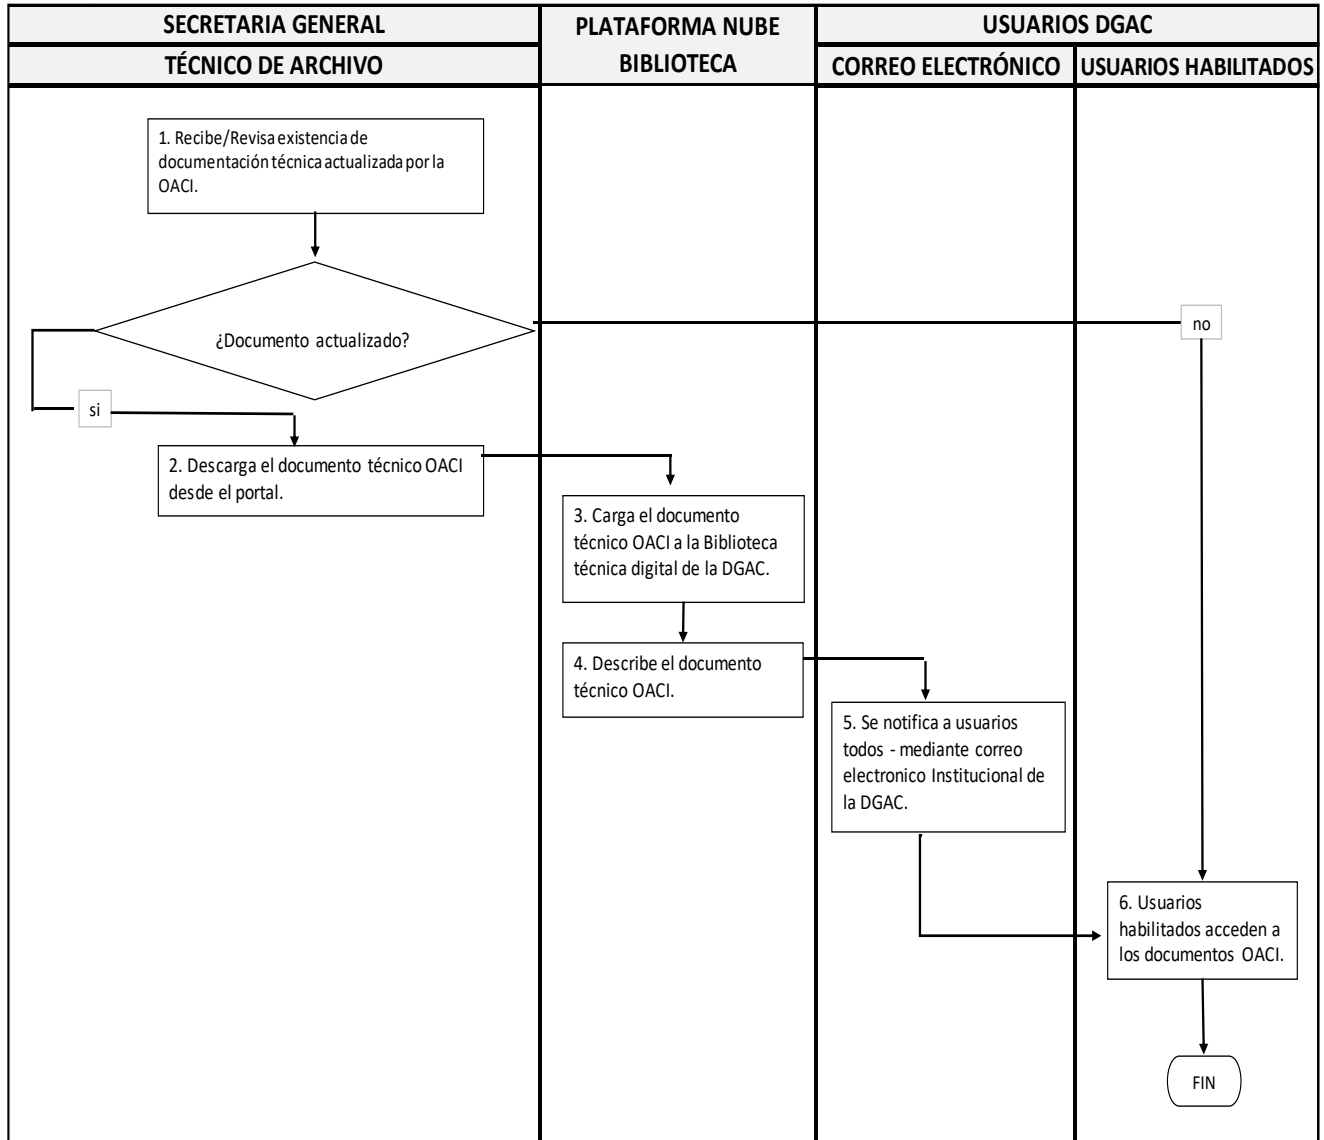 SECRETARIA GENERAL
TÉCNICO DE ARCHIVO
PLATAFORMA NUBE
BIBLIOTECA
USUARIOS DGAC
CORREO ELECTRÓNICO
USUARIOS HABILITADOS
1. Recibe/Revisa existencia de
documentación técnica actualizada por la
OACI.
¿Documento actualizado?
no
si
2. Descarga el documento técnico OACI
desde el portal.
3. Carga el documento
técnico OACI a la Biblioteca
técnica digital de la DGAC.
4. Describe el documento
técnico OACI.
5. Se notifica a usuarios
todos - mediante correo
electronico Institucional de
la DGAC.
6. Usuarios
habilitados acceden a
los documentos OACI.
FIN